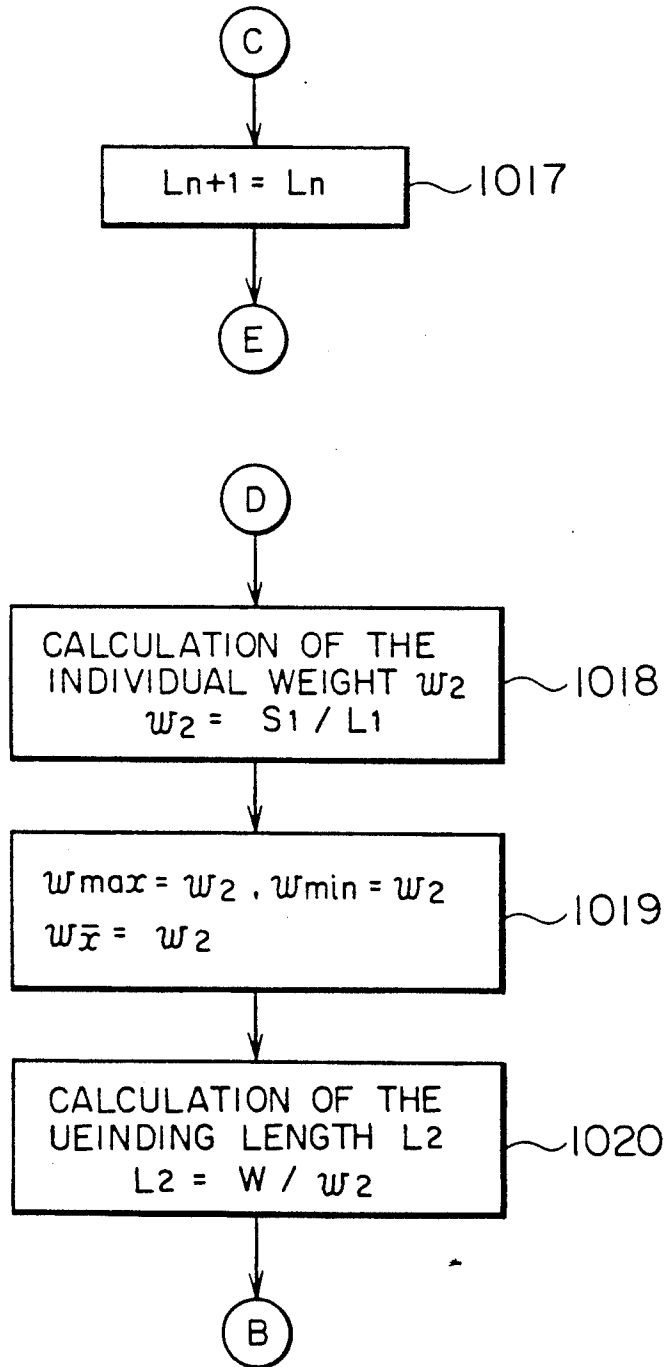 C
Ln+1 = Ln
1017
E
D
CALCULATION OF THE
INDIVIDUAL WEIGHT w2
w2 = S1 / L1
1018
wmax = w2 , wmin = w2
wx̄ = w2
1019
CALCULATION OF THE
UEINDING LENGTH L2
L2 = W / w2
1020
B